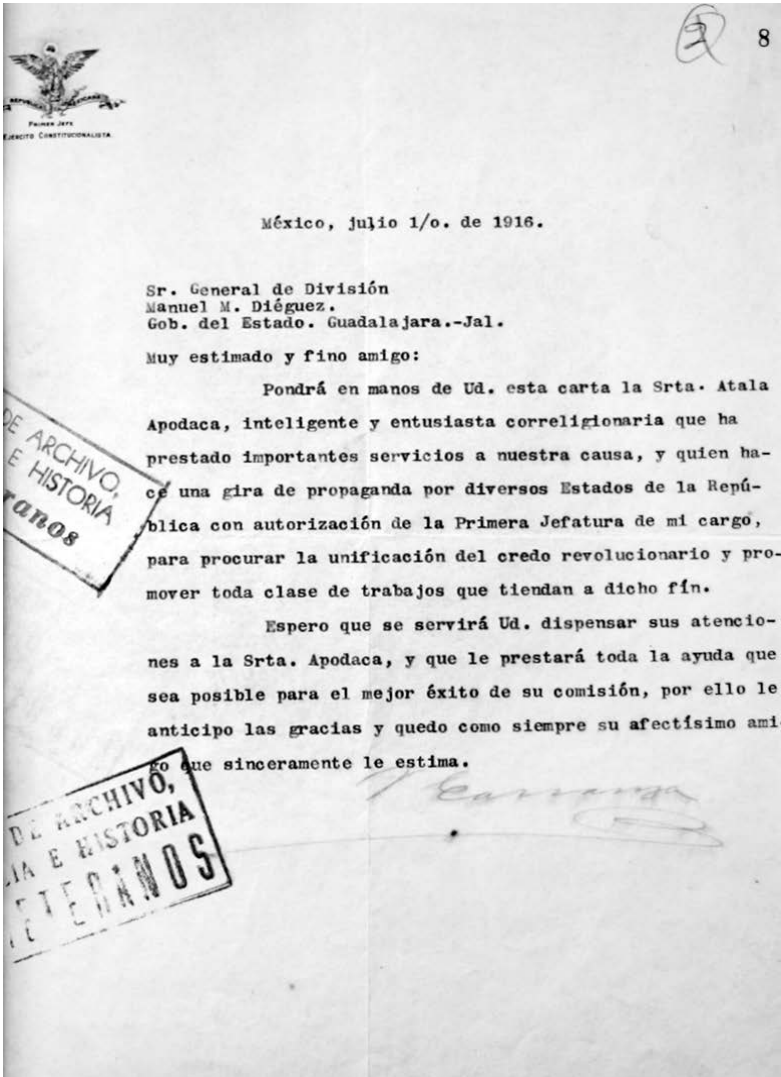 2
8
REPUBLICA MEXICANA
PRIMER JEFE
EJERCITO CONSTITUCIONALISTA.
México, julio 1/o. de 1916.
Sr. General de División
Manuel M. Diéguez.
Gob. del Estado. Guadalajara.-Jal.
Muy estimado y fino amigo:
Pondrá en manos de Ud. esta carta la Srta. Atala
Apodaca, inteligente y entusiasta correligionaria que ha
prestado importantes servicios a nuestra causa, y quien ha-
ce una gira de propaganda por diversos Estados de la Repú-
blica con autorización de la Primera Jefatura de mi cargo,
para procurar la unificación del credo revolucionario y pro-
mover toda clase de trabajos que tiendan a dicho fín.
Espero que se servirá Ud. dispensar sus atencio-
nes a la Srta. Apodaca, y que le prestará toda la ayuda que
sea posible para el mejor éxito de su comisión, por ello le
anticipo las gracias y quedo como siempre su afectísimo ami-
go que sinceramente le estima.
V Carranza
DE ARCHIVO,
E HISTORIA
ranos
DE ARCHIVO,
IA E HISTORIA
ETERANOS